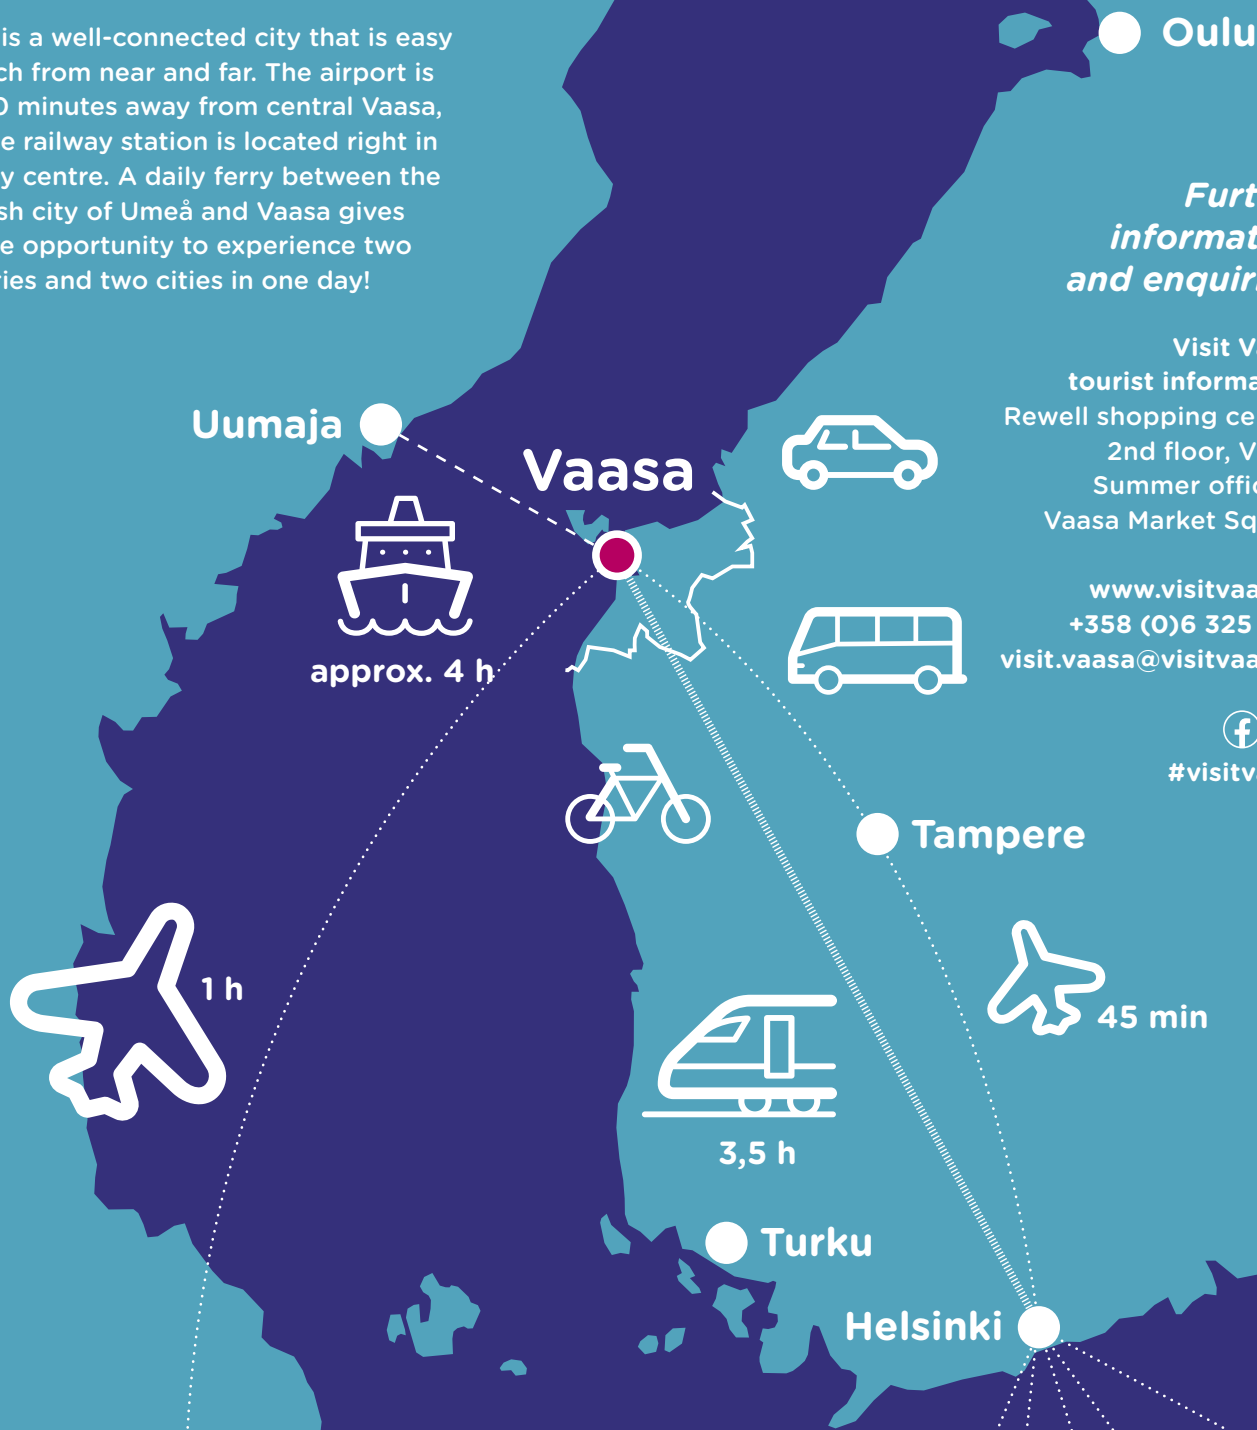 is a well-connected city that is easy
ch from near and far. The airport is
0 minutes away from central Vaasa,
e railway station is located right in
y centre. A daily ferry between the
sh city of Umeå and Vaasa gives
e opportunity to experience two
ries and two cities in one day!
Oulu
Furt
informat
and enquiri
Visit Va
tourist informa
Rewell shopping ce
2nd floor, V
Summer offic
Vaasa Market Sq
www.visitvaa
+358 (0)6 325
visit.vaasa@visitvaa
#visitva
Uumaja
Vaasa
approx. 4 h
Tampere
1 h
45 min
3,5 h
Turku
Helsinki